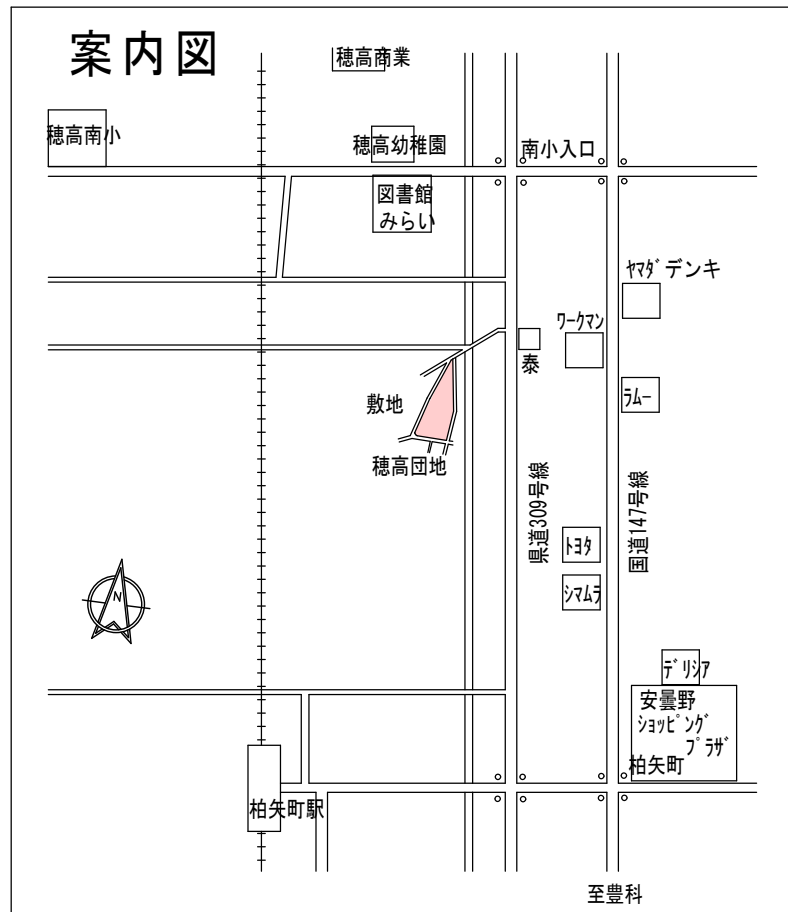 案内図
穂高商業
穂高南小
穂高幼稚園
南小入口
図書館
みらい
ヤマダデンキ
ワークマン
泰
ラムー
敷地
穂高団地
県道309号線
国道147号線
トヨタ
シマムラ
N
デリシア
安曇野
ショッピング
プラザ
柏矢町
柏矢町駅
至豊科